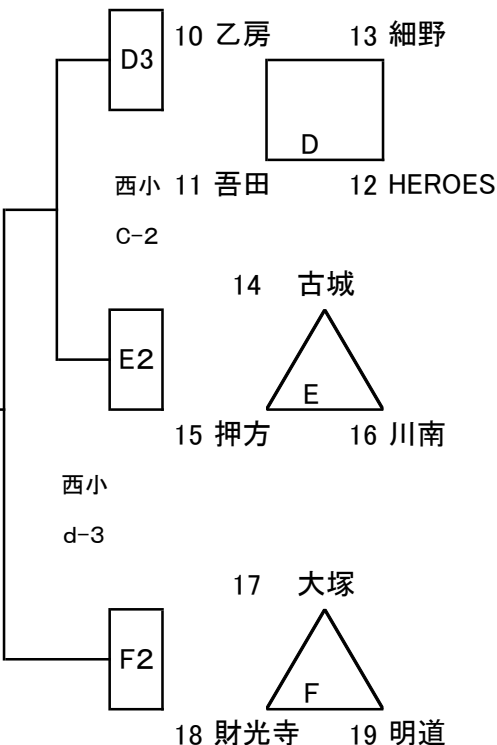 10 乙房 13 細野
D3
D
西小 11 吾田 12 HEROES
C-2
14 古城
E2
E
15 押方 16 川南
西小
d-3
17 大塚
F2
F
18 財光寺 19 明道